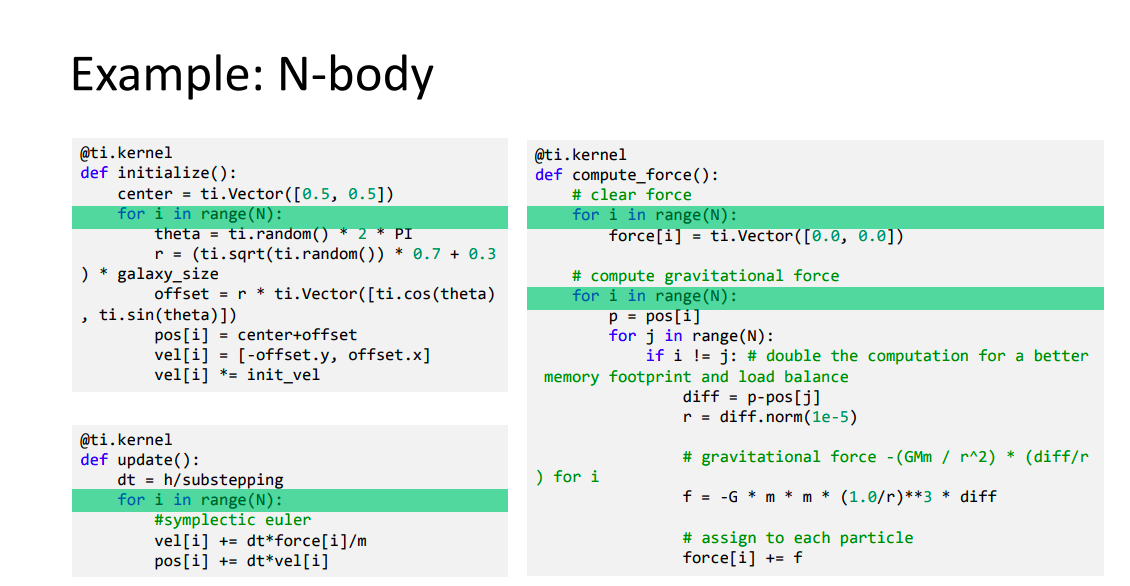 Example: N-body
@ti.kernel
def initialize():
    center = ti.Vector([0.5, 0.5])
    for i in range(N):
        theta = ti.random() * 2 * PI
        r = (ti.sqrt(ti.random()) * 0.7 + 0.3
) * galaxy_size
        offset = r * ti.Vector([ti.cos(theta)
, ti.sin(theta)])
        pos[i] = center+offset
        vel[i] = [-offset.y, offset.x]
        vel[i] *= init_vel
@ti.kernel
def update():
    dt = h/substepping
    for i in range(N):
        #symplectic euler
        vel[i] += dt*force[i]/m
        pos[i] += dt*vel[i]
@ti.kernel
def compute_force():
    # clear force
    for i in range(N):
        force[i] = ti.Vector([0.0, 0.0])
    # compute gravitational force
    for i in range(N):
        p = pos[i]
        for j in range(N):
            if i != j: # double the computation for a better
 memory footprint and load balance
                diff = p-pos[j]
                r = diff.norm(1e-5)
                # gravitational force -(GMm / r^2) * (diff/r
) for i
                f = -G * m * m * (1.0/r)**3 * diff
                # assign to each particle
                force[i] += f